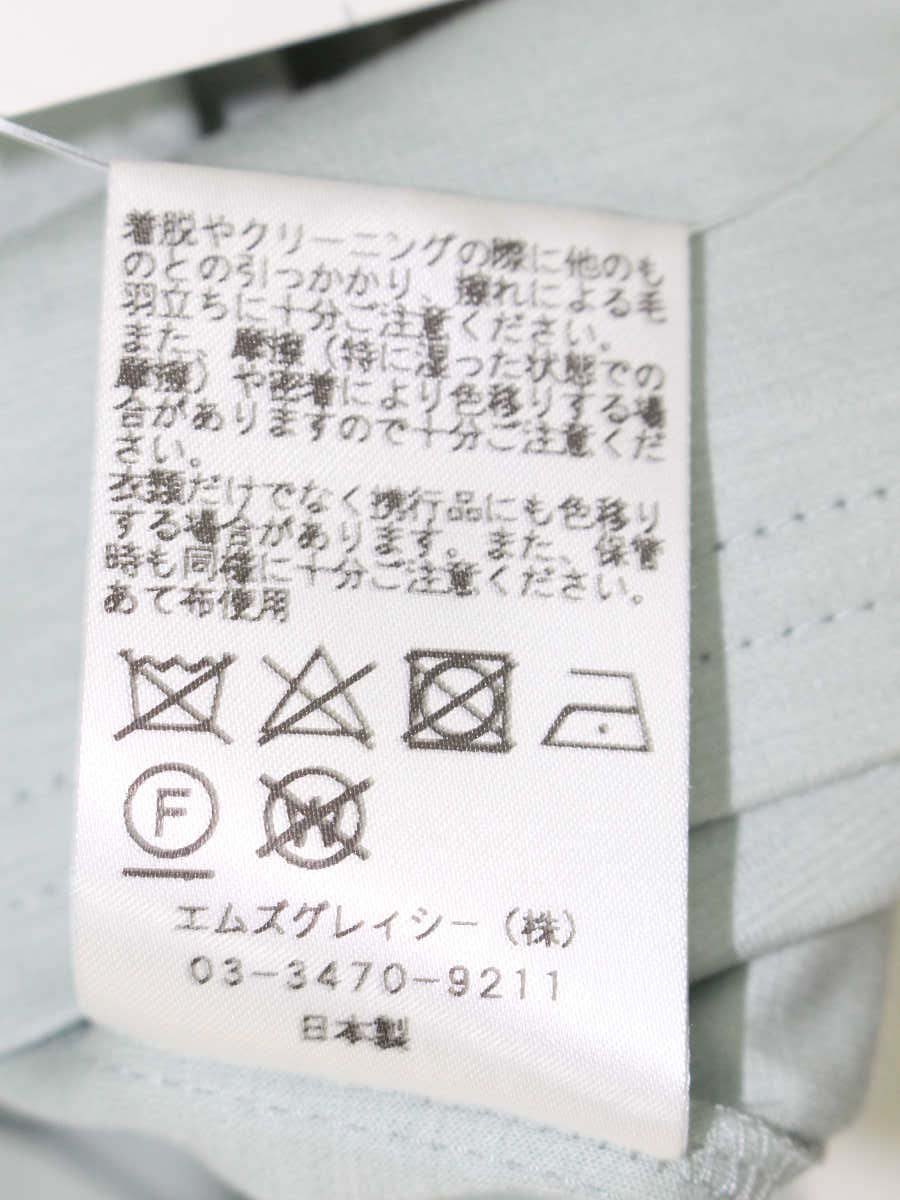 着脱やクリーニングの際に他のも
のとの引っかかり、擦れによる毛
羽立ちに十分ご注意ください。
また、摩擦（特に湿った状態での
摩擦）や密着により色移りする場
合がありますので十分ご注意くだ
さい。
衣類だけでなく携行品にも色移り
する場合があります。また、保管
時も同様に十分ご注意ください。
あて布使用
F
W
エムズグレイシー（株）
03-3470-9211
日本製